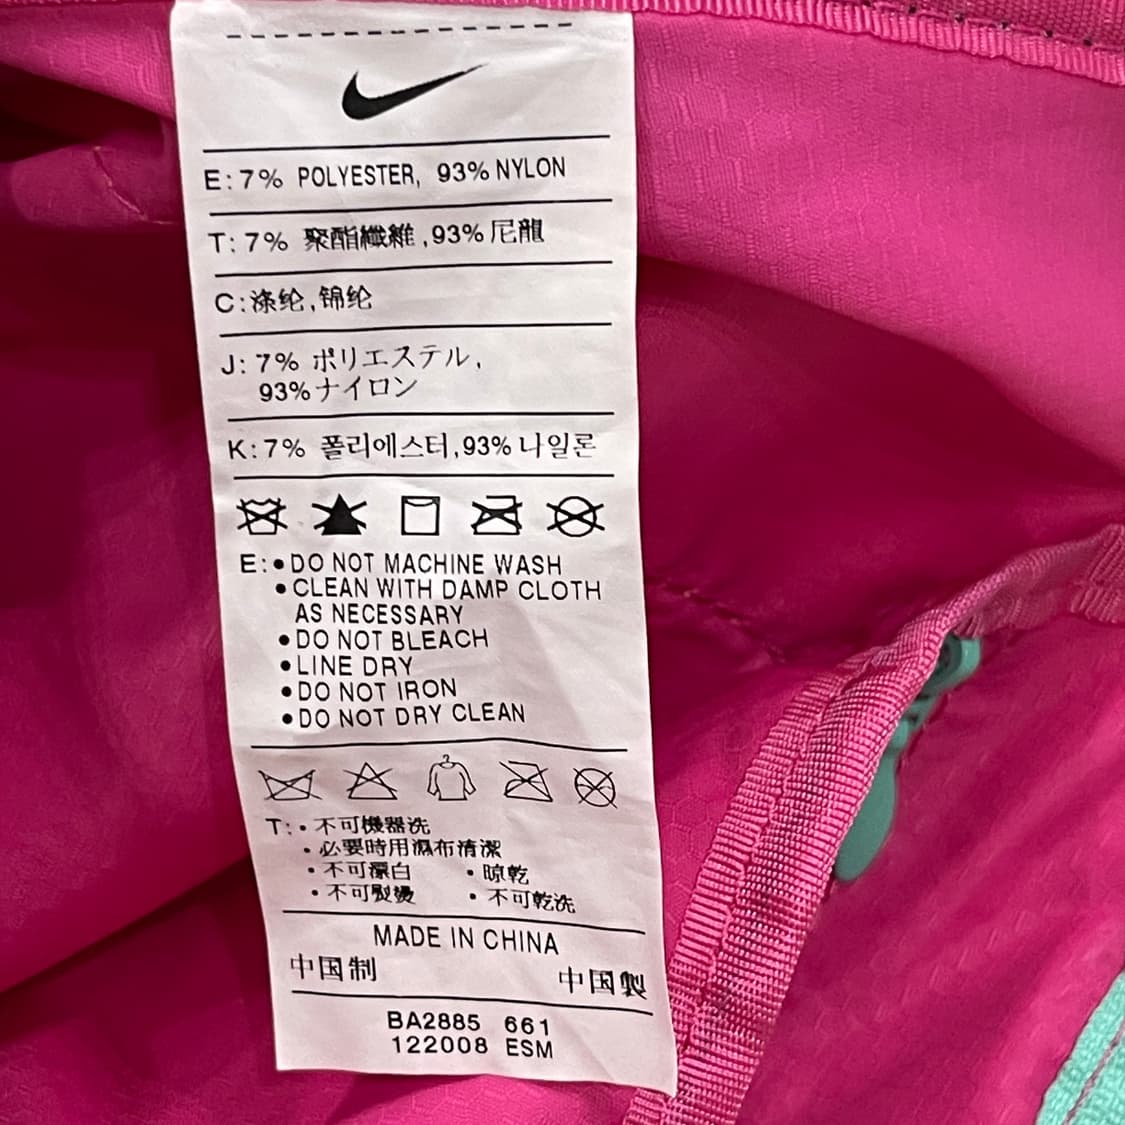 E: 7% POLYESTER, 93% NYLON
T: 7% 聚酯纖維,93%尼龍
C:涤纶,锦纶
J: 7% ポリエステル,
93%ナイロン
K: 7% 폴리에스터,93%나일론
E: •DO NOT MACHINE WASH
•CLEAN WITH DAMP CLOTH
AS NECESSARY
•DO NOT BLEACH
•LINE DRY
•DO NOT IRON
•DO NOT DRY CLEAN
T: •不可機器洗
•必要時用濕布清潔
•不可漂白 •晾乾
•不可熨燙 •不可乾洗
MADE IN CHINA
中国制 中国製
BA2885 661
122008 ESM